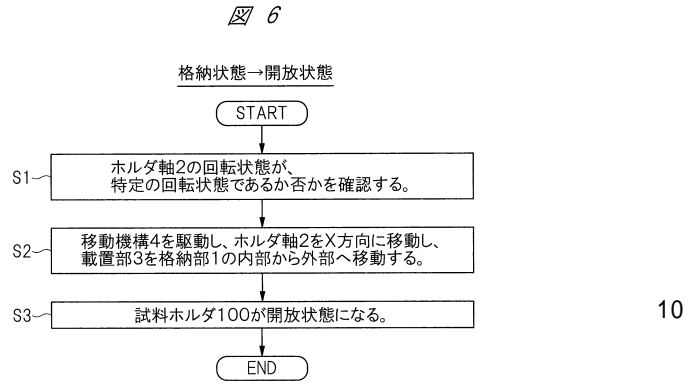 図 6
格納状態→開放状態
START
S1
ホルダ軸2の回転状態が、
特定の回転状態であるか否かを確認する。
S2
移動機構4を駆動し、ホルダ軸2をX方向に移動し、
載置部3を格納部1の内部から外部へ移動する。
S3
試料ホルダ100が開放状態になる。
10
END